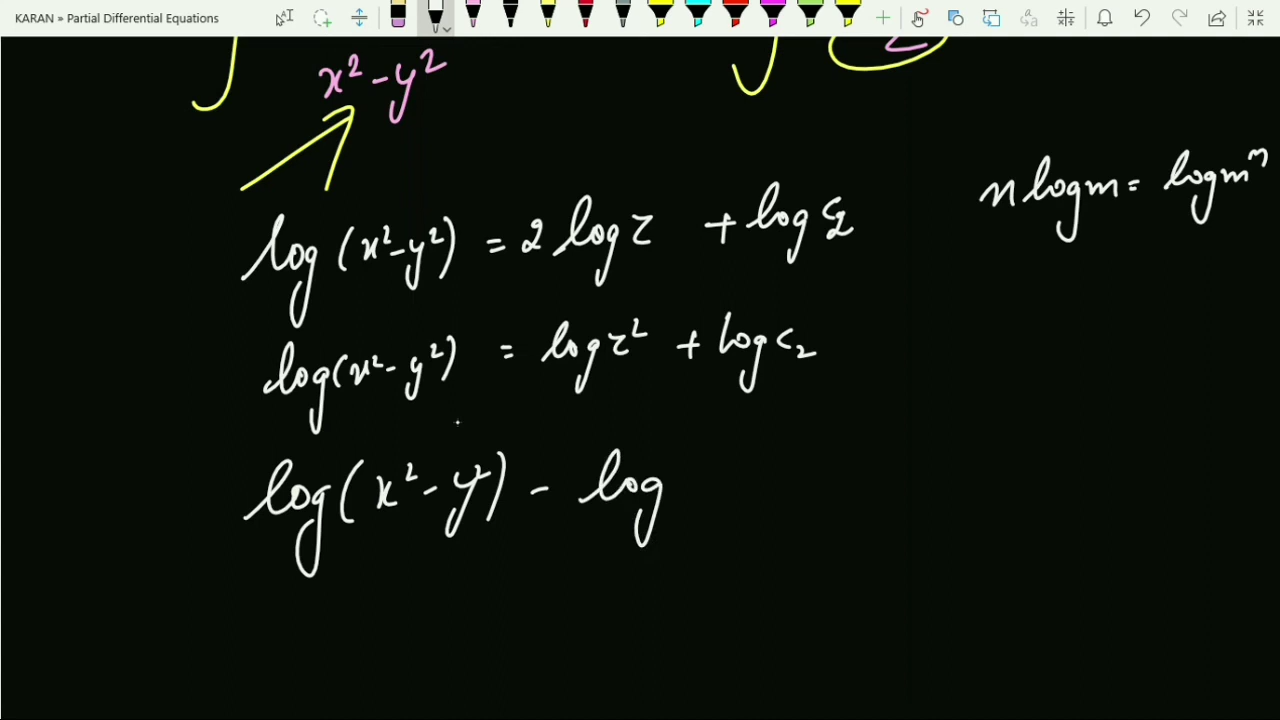 KARAN » Partial Differential Equations
x² - y²
n log m = log mⁿ
log (x² - y²) = 2 log z + log c₂
log (x² - y²) = log z² + log c₂
log (x² - y²) - log